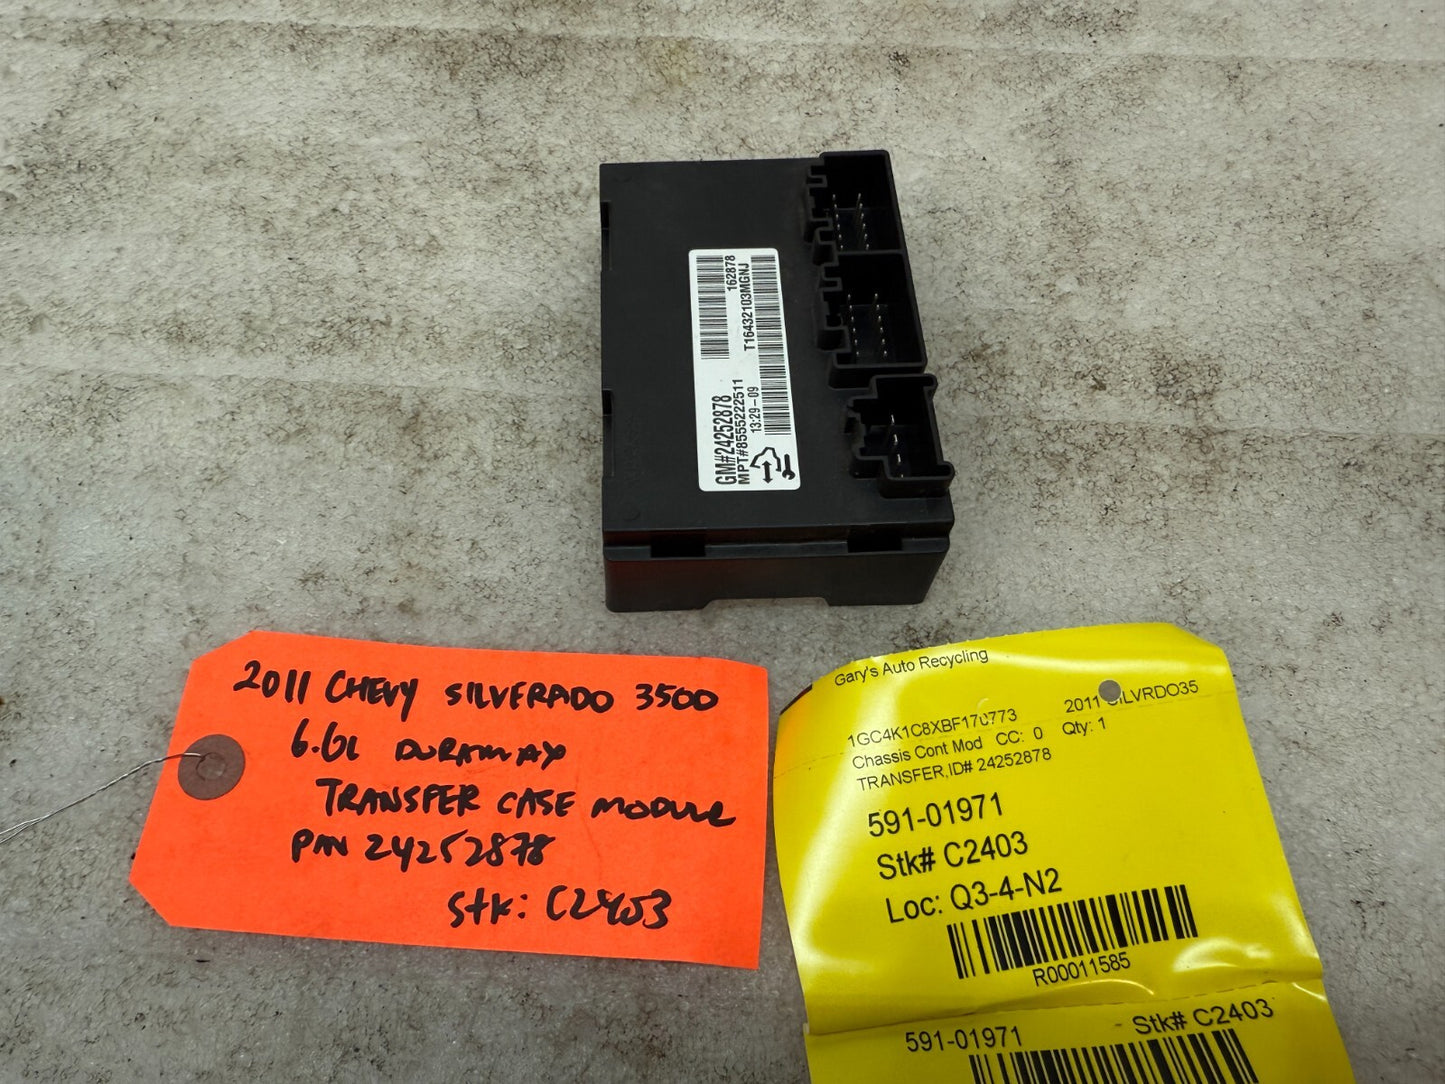 162878
T16432103MGNJ
GM#24252878
MPT#8555222511
13:29-09
2011 CHEVY SILVERADO 3500
6.6L DURAMAX
TRANSFER CASE MODULE
P/N 24252878
Stk: C2403
Gary's Auto Recycling
1GC4K1C8XBF170773 2011 SILVRDO35
Chassis Cont Mod CC: 0 Qty: 1
TRANSFER,ID# 24252878
591-01971
Stk# C2403
Loc: Q3-4-N2
R00011585
591-01971 - Stk# C2403